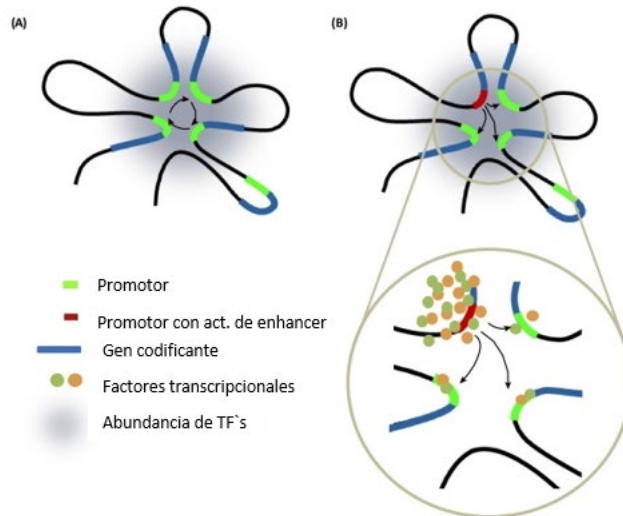 (A)
(B)
Promotor
Promotor con act. de enhancer
Gen codificante
Factores transcripcionales
Abundancia de TF`s